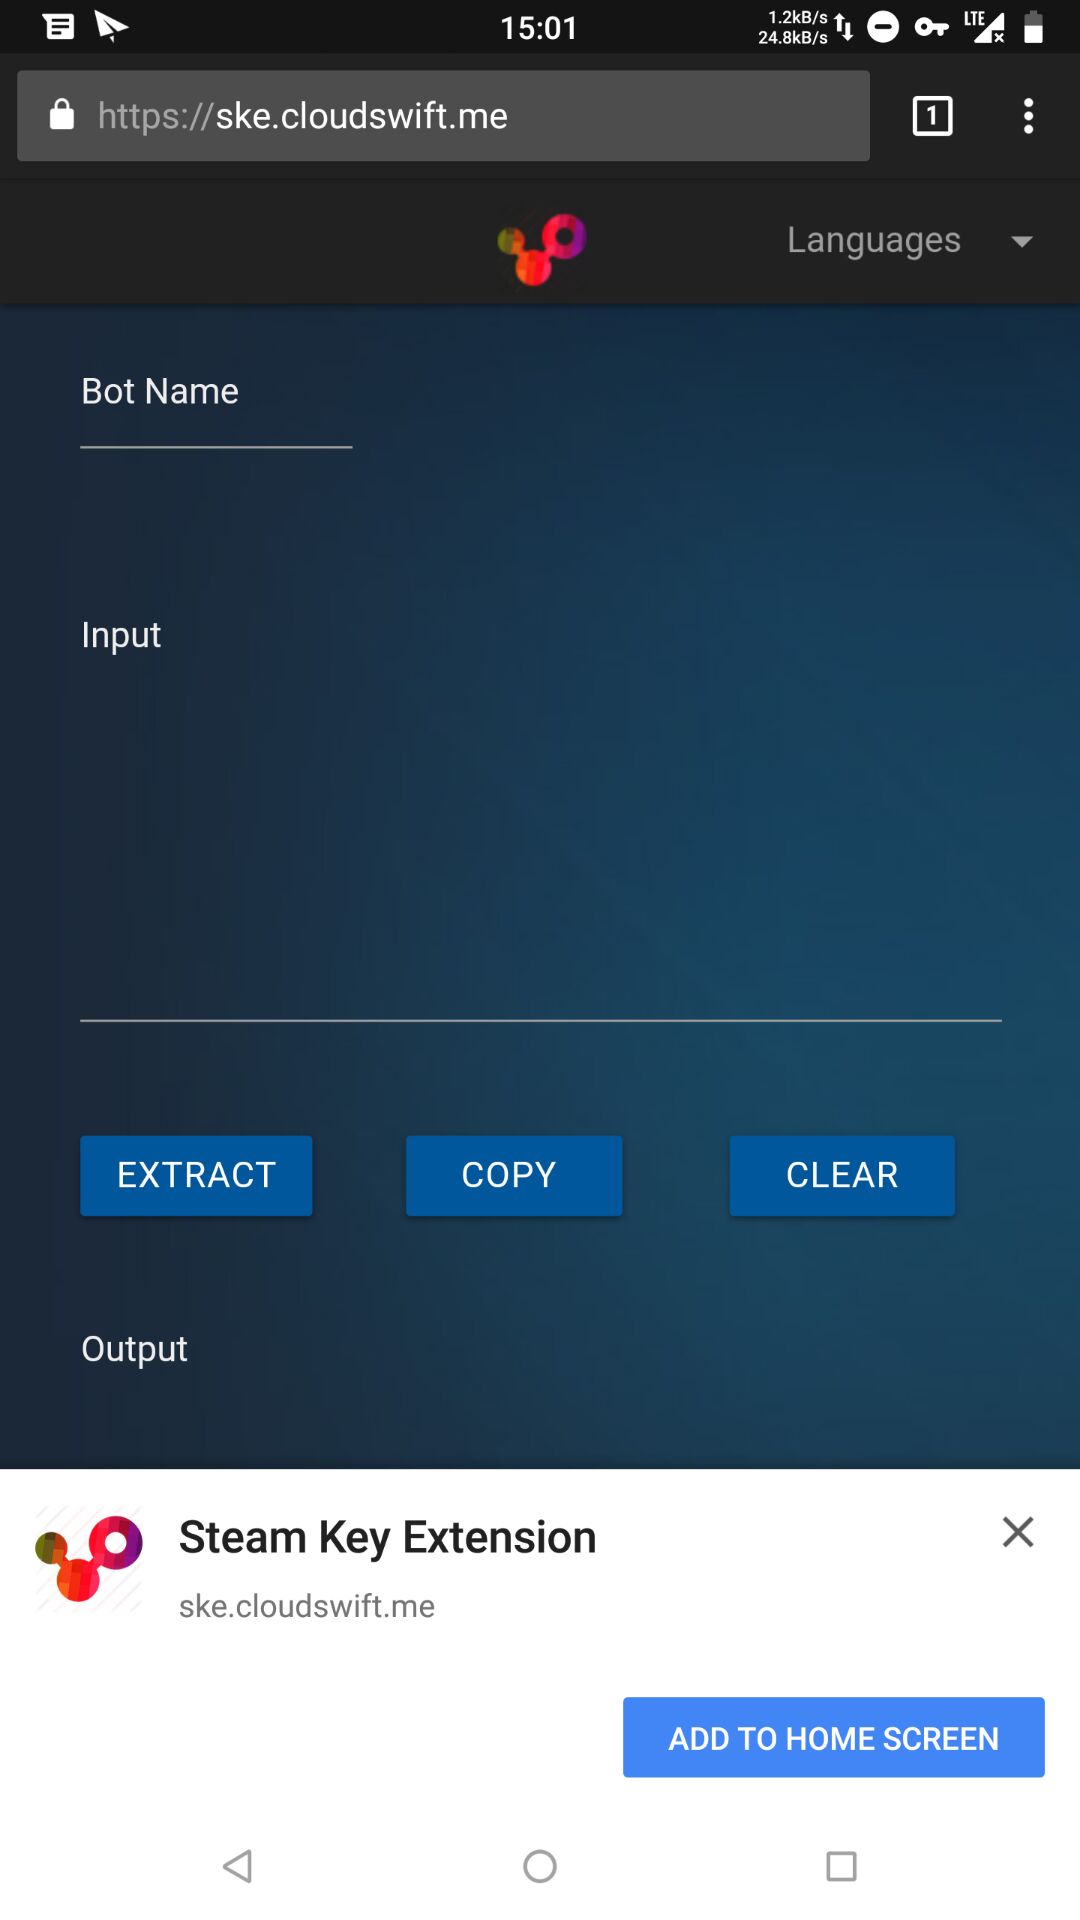 15:01
1.2kB/s
24.8kB/s
LTE
https://ske.cloudswift.me
1
Languages
Bot Name
Input
EXTRACT COPY CLEAR
Output
Steam Key Extension
ske.cloudswift.me
ADD TO HOME SCREEN